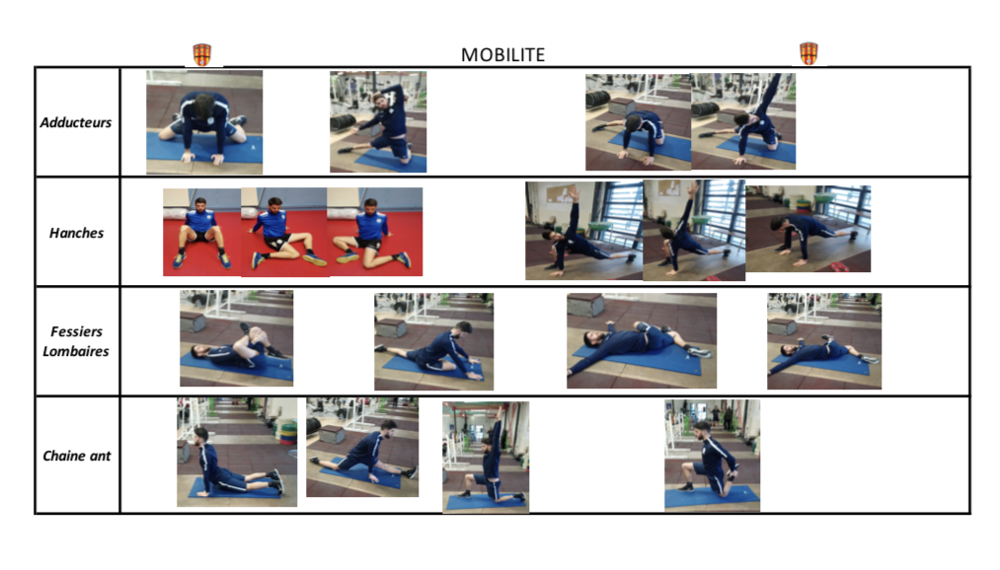 MOBILITE
Adducteurs
Hanches
Fessiers
Lombaires
Chaine ant